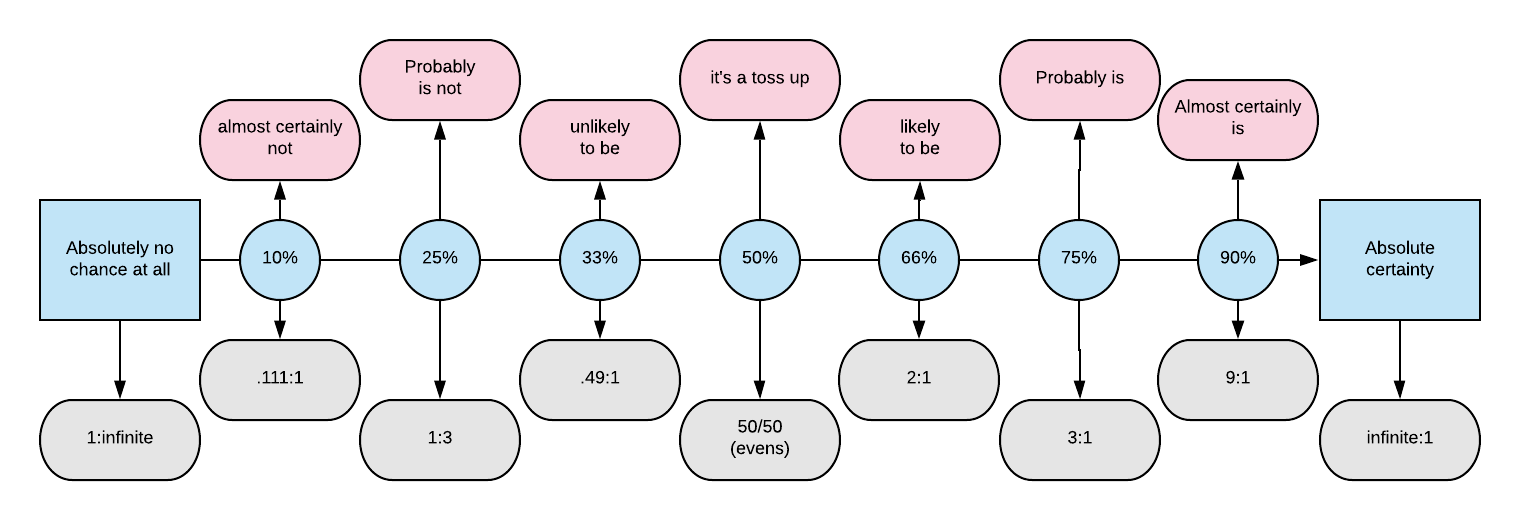 Probably
is not
it's a toss up
Probably is
almost certainly
not
unlikely
to be
likely
to be
Almost certainly
is
Absolutely no
chance at all
10%
25%
33%
50%
66%
75%
90%
Absolute
certainty
.111:1
.49:1
2:1
9:1
1:infinite
1:3
50/50
(evens)
3:1
infinite:1